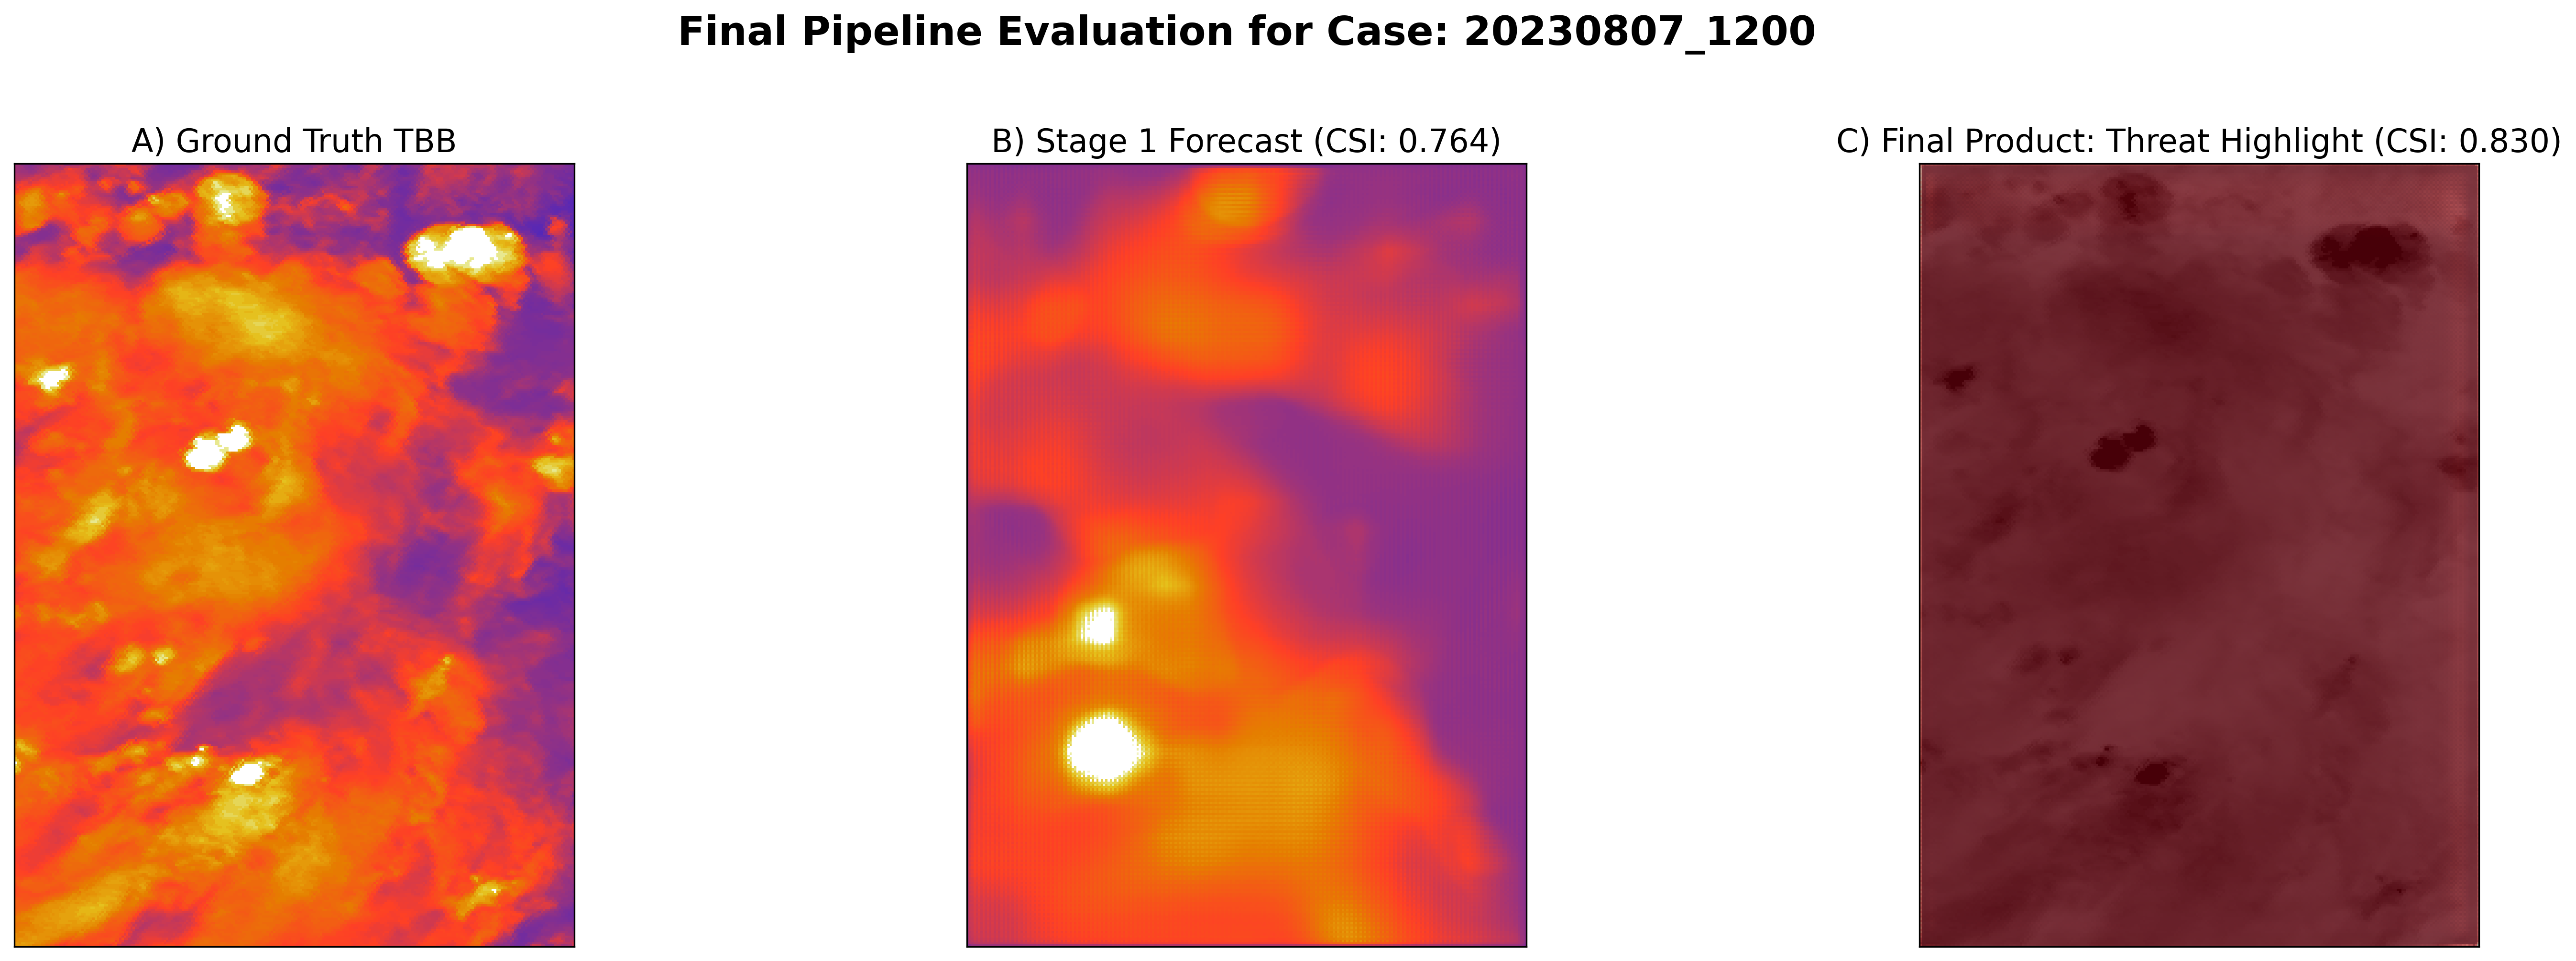 Final Pipeline Evaluation for Case: 20230807_1200
A) Ground Truth TBB
B) Stage 1 Forecast (CSI: 0.764)
C) Final Product: Threat Highlight (CSI: 0.830)